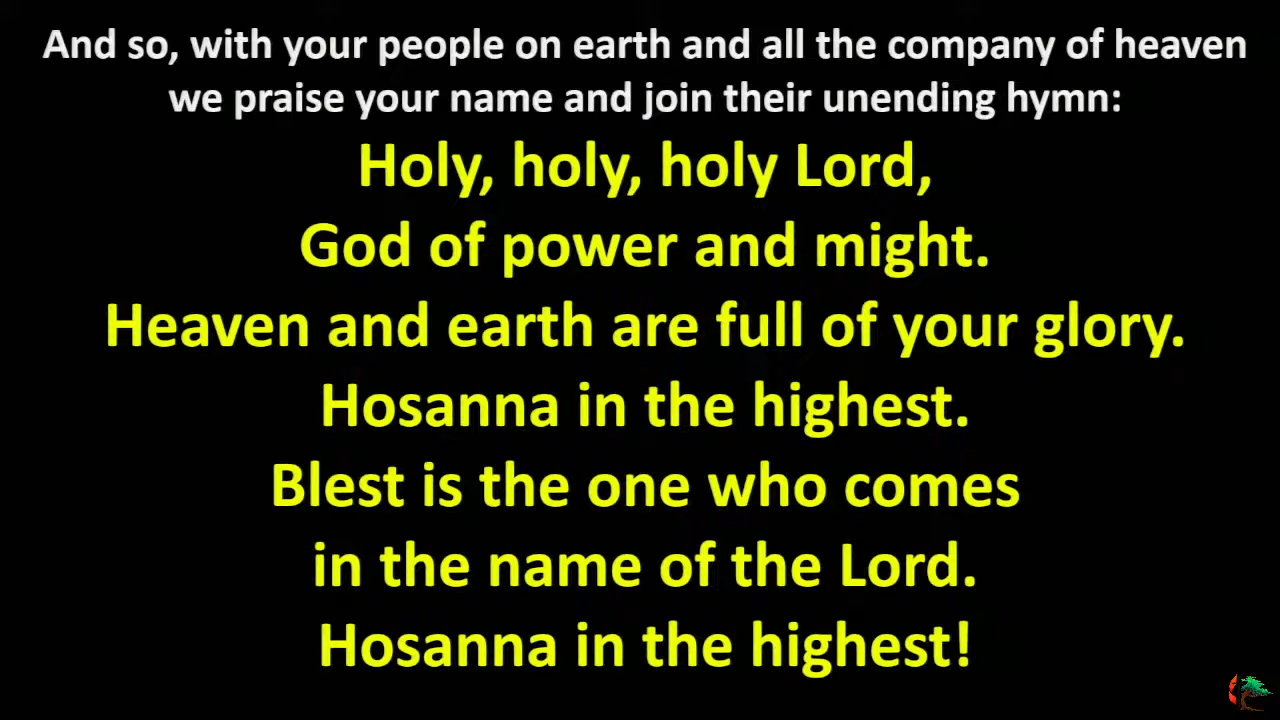 And so, with your people on earth and all the company of heaven
we praise your name and join their unending hymn:
Holy, holy, holy Lord,
God of power and might.
Heaven and earth are full of your glory.
Hosanna in the highest.
Blest is the one who comes
in the name of the Lord.
Hosanna in the highest!